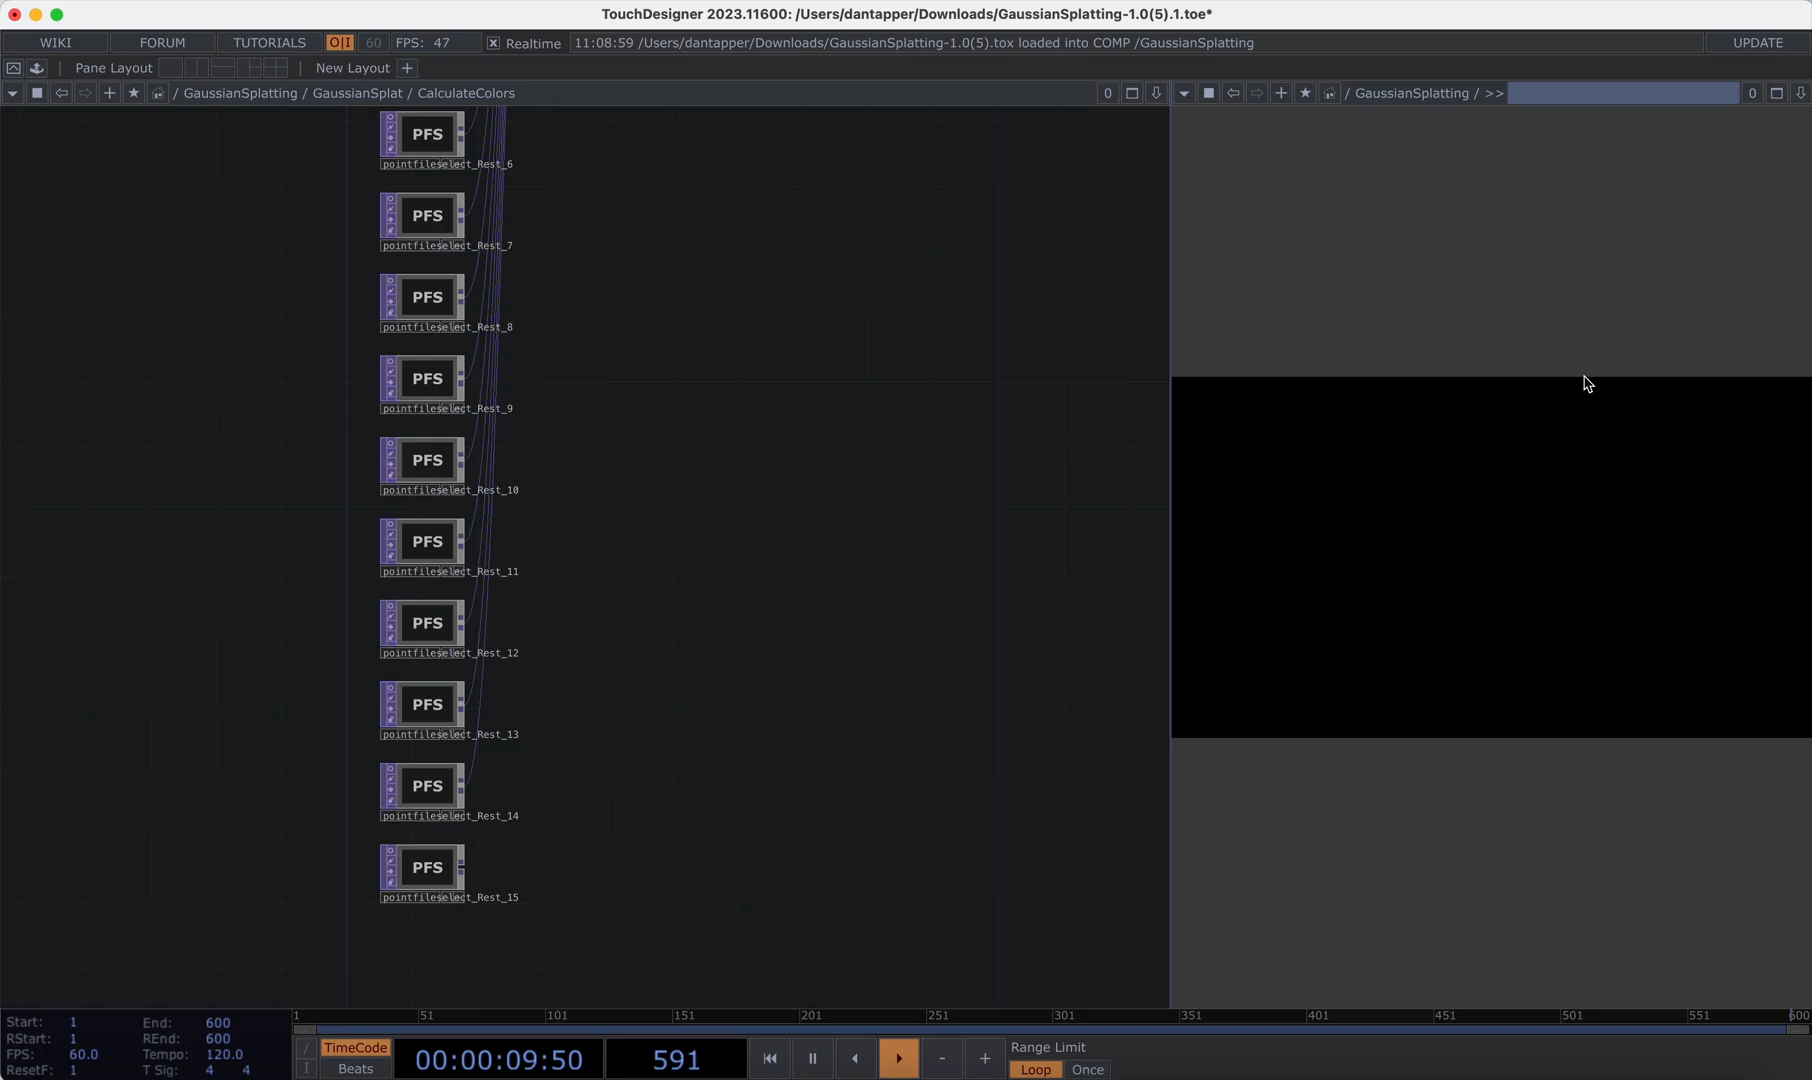 TouchDesigner 2023.11600: /Users/dantapper/Downloads/GaussianSplatting-1.0(5).1.toe*
WIKI FORUM TUTORIALS O|I 60 FPS: 47 Realtime 11:08:59 /Users/dantapper/Downloads/GaussianSplatting-1.0(5).tox loaded into COMP /GaussianSplatting UPDATE
Pane Layout New Layout +
/ GaussianSplatting / GaussianSplat / CalculateColors 0 / GaussianSplatting / >> 0
PFS
pointfileselect_Rest_6
PFS
pointfileselect_Rest_7
PFS
pointfileselect_Rest_8
PFS
pointfileselect_Rest_9
PFS
pointfileselect_Rest_10
PFS
pointfileselect_Rest_11
PFS
pointfileselect_Rest_12
PFS
pointfileselect_Rest_13
PFS
pointfileselect_Rest_14
PFS
pointfileselect_Rest_15
1 51 101 151 201 251 301 351 401 451 501 551 600
Start: 1 End: 600
RStart: 1 REnd: 600
FPS: 60.0 Tempo: 120.0
ResetF: 1 T Sig: 4 4
/ TimeCode
I Beats
00:00:09:50 591 - +
Range Limit
Loop Once